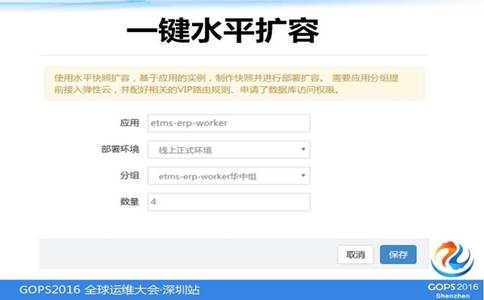 一键水平扩容
使用水平快照扩容，基于应用的实例，制作快照并进行部署扩容。 需要应用分组提
前接入弹性云，并配好相关的VIP路由规则、申请了数据库访问权限。
应用 etms-erp-worker
部署环境 线上正式环境
分组 etms-erp-worker华中组
数量 4
取消 保存
GOPS2016 全球运维大会·深圳站
GOPS2016
Shenzhen